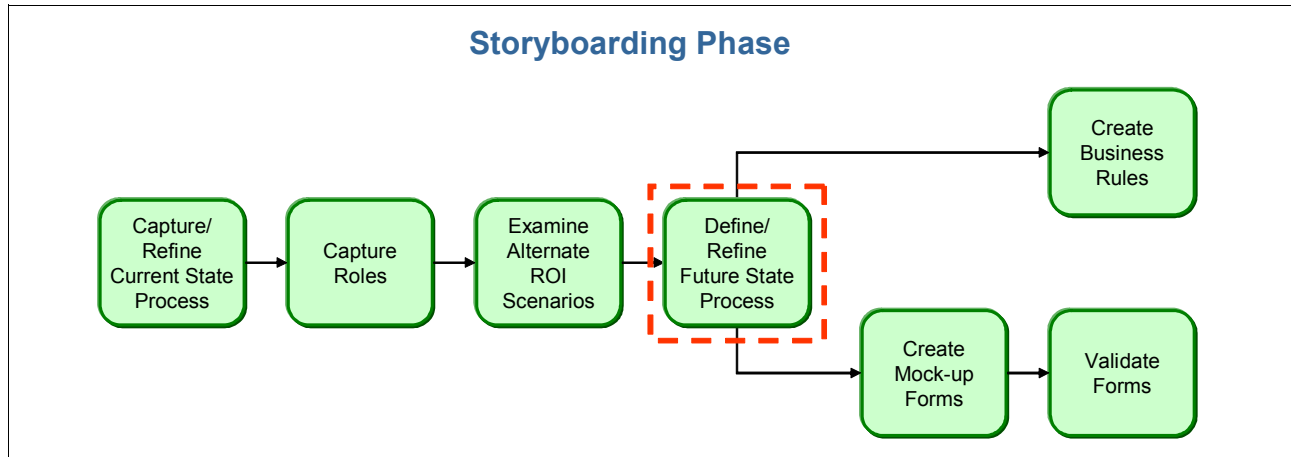 Storyboarding Phase
Capture/
Refine
Current State
Process
Capture
Roles
Examine
Alternate
ROI
Scenarios
Define/
Refine
Future State
Process
Create
Business
Rules
Create
Mock-up
Forms
Validate
Forms